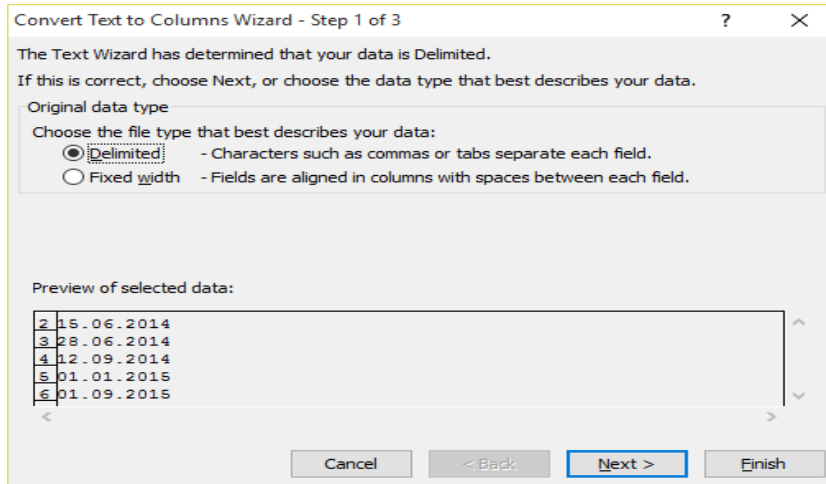 Convert Text to Columns Wizard - Step 1 of 3 ?
The Text Wizard has determined that your data is Delimited.
If this is correct, choose Next, or choose the data type that best describes your data.
Original data type
Choose the file type that best describes your data:
Delimited - Characters such as commas or tabs separate each field.
Fixed width - Fields are aligned in columns with spaces between each field.
Preview of selected data:
2 15.06.2014
3 28.06.2014
4 12.09.2014
5 01.01.2015
6 01.09.2015
Cancel < Back Next > Finish